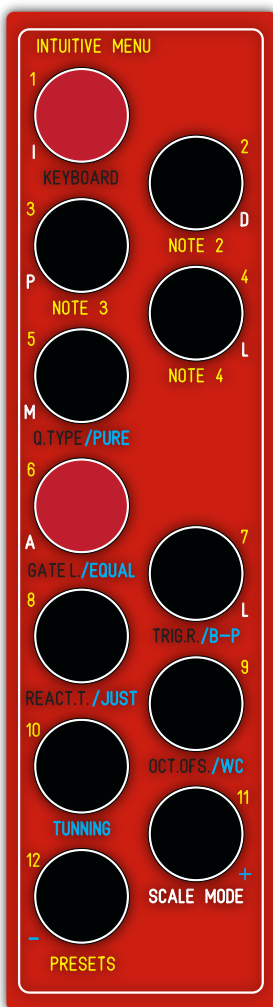 INTUITIVE MENU
1
I
KEYBOARD
2
D
NOTE 2
3
P
NOTE 3
4
L
NOTE 4
5
M
Q.TYPE/PURE
6
A
GATE L./EQUAL
7
L
TRIG.R./B-P
8
REACT.T./JUST
9
OCT.OFS./WC
10
TUNNING
11
+
SCALE MODE
12
-
PRESETS